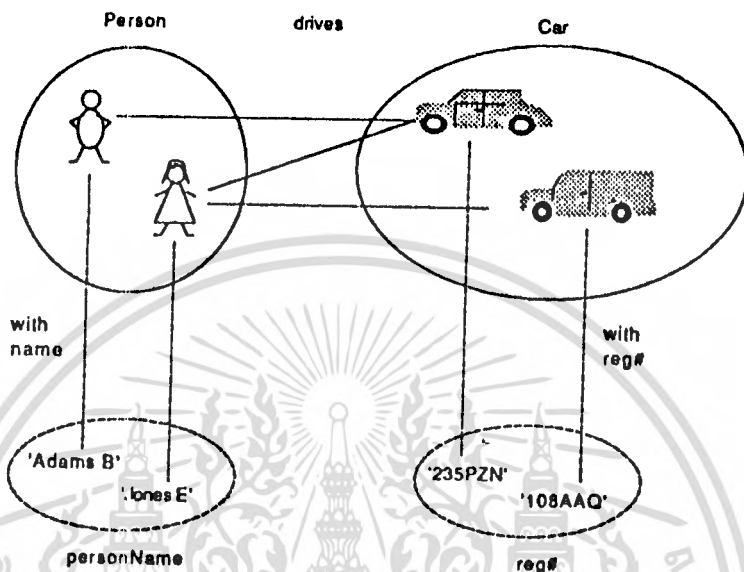 Person drives Car
with
name
with
reg#
'Adams B'
'Jones E'
'235PZN'
'108AAQ'
personName
reg#